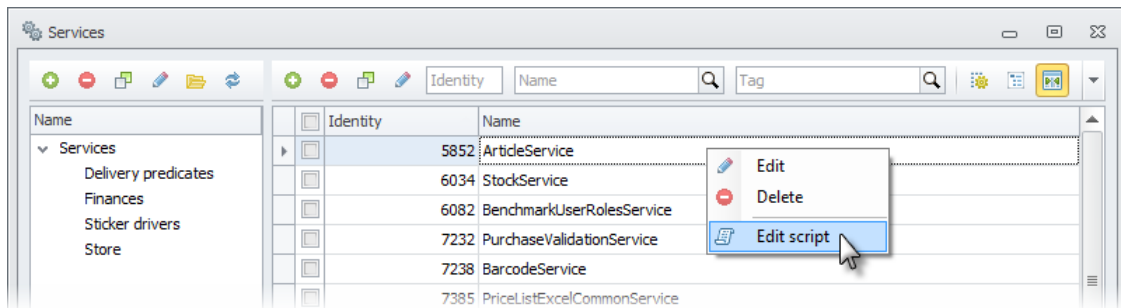 Services
Identity Name Tag
Name
Services
Delivery predicates
Finances
Sticker drivers
Store
Identity Name
5852 ArticleService
6034 StockService
6082 BenchmarkUserRolesService
7232 PurchaseValidationService
7238 BarcodeService
7385 PriceListExcelCommonService
Edit
Delete
Edit script